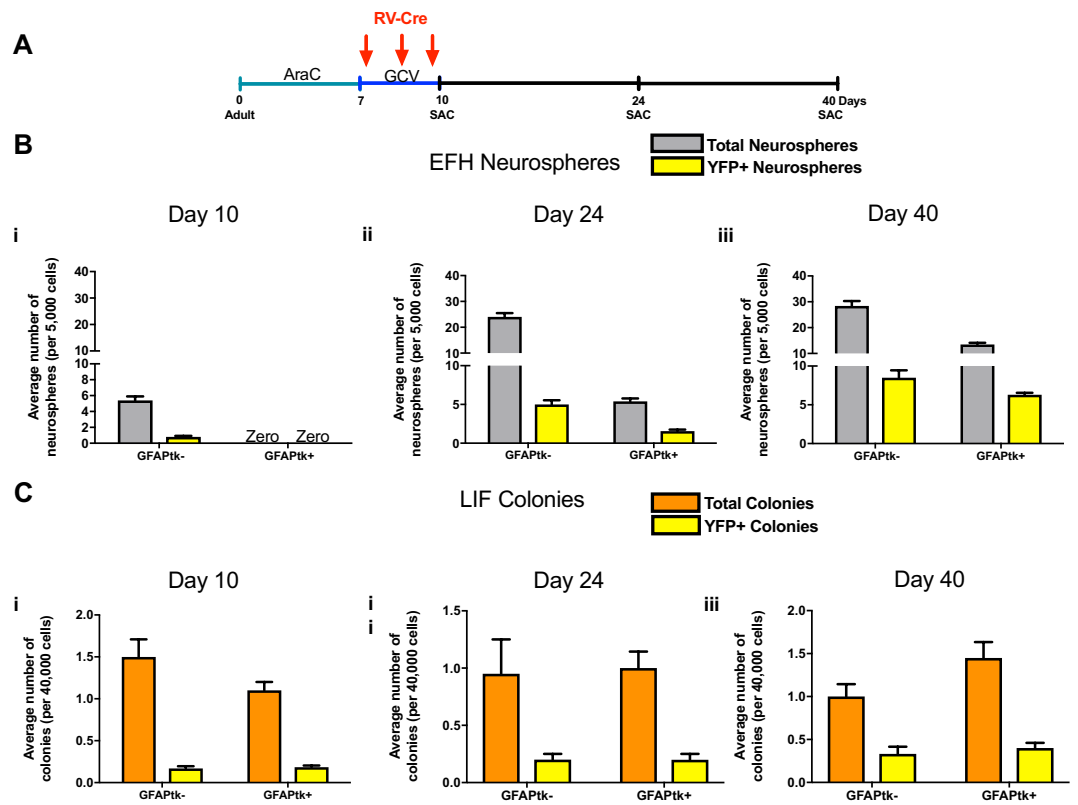 A
RV-Cre
AraC
GCV
0
Adult
7
10
SAC
24
SAC
40 Days
SAC
B
EFH Neurospheres
Total Neurospheres
YFP+ Neurospheres
Day 10
i
Average number of
neurospheres (per 5,000 cells)
40
30
20
10
10
8
6
4
2
0
Zero Zero
GFAPtk-
GFAPtk+
Day 24
ii
Average number of
neurospheres (per 5,000 cells)
40
30
20
10
10
5
0
GFAPtk-
GFAPtk+
Day 40
iii
Average number of
neurospheres (per 5,000 cells)
40
30
20
10
10
5
0
GFAPtk-
GFAPtk+
C
LIF Colonies
Total Colonies
YFP+ Colonies
Day 10
i
Average number of
colonies (per 40,000 cells)
2.0
1.5
1.0
0.5
0.0
GFAPtk-
GFAPtk+
Day 24
i
i
Average number of
colonies (per 40,000 cells)
1.5
1.0
0.5
0.0
GFAPtk-
GFAPtk+
Day 40
iii
Average number of
colonies (per 40,000 cells)
2.0
1.5
1.0
0.5
0.0
GFAPtk-
GFAPtk+